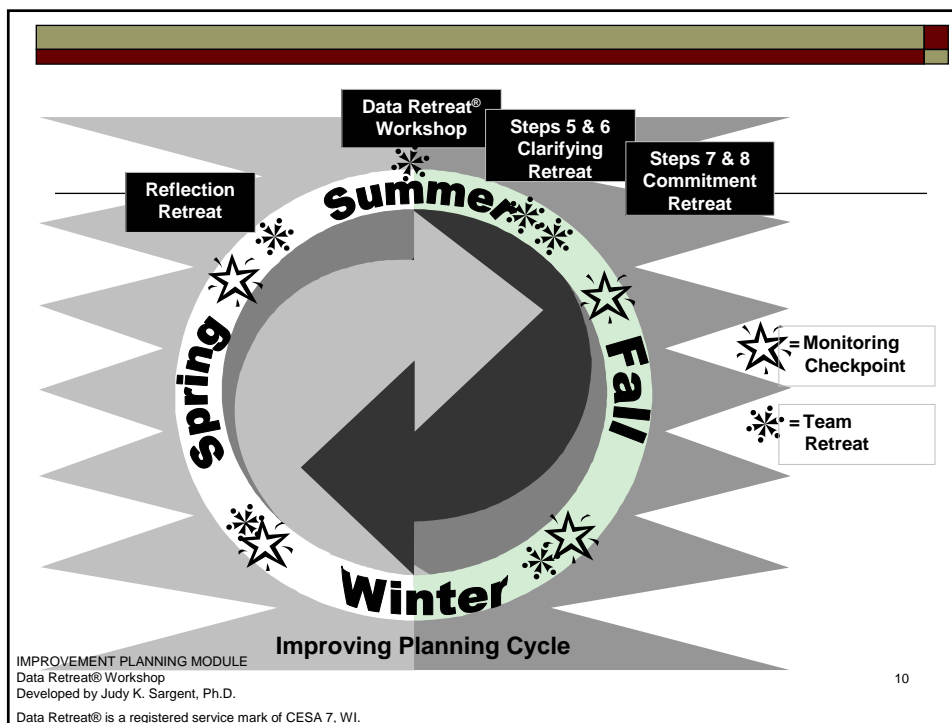 Data Retreat®
Workshop
Steps 5 & 6
Clarifying
Retreat
Steps 7 & 8
Commitment
Retreat
Reflection
Retreat
Summer
Fall
Winter
Spring
= Monitoring
Checkpoint
= Team
Retreat
Improving Planning Cycle
IMPROVEMENT PLANNING MODULE
Data Retreat® Workshop
Developed by Judy K. Sargent, Ph.D.
10
Data Retreat® is a registered service mark of CESA 7, WI.